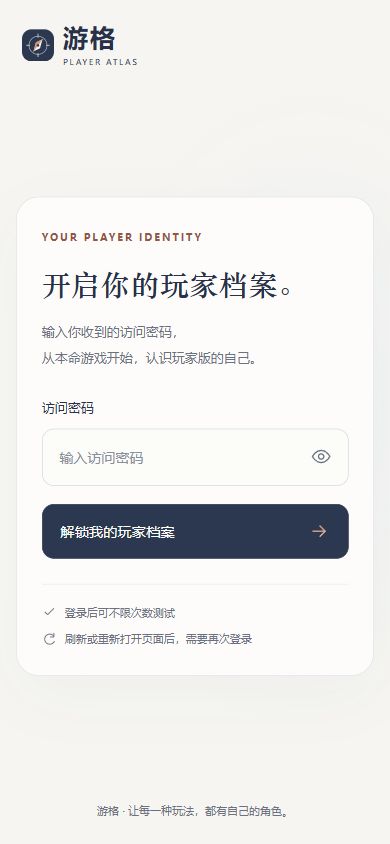 游格
PLAYER ATLAS
YOUR PLAYER IDENTITY
开启你的玩家档案。
输入你收到的访问密码，
从本命游戏开始，认识玩家版的自己。
访问密码
输入访问密码
解锁我的玩家档案
登录后可不限次数测试
刷新或重新打开页面后，需要再次登录
游格 · 让每一种玩法，都有自己的角色。